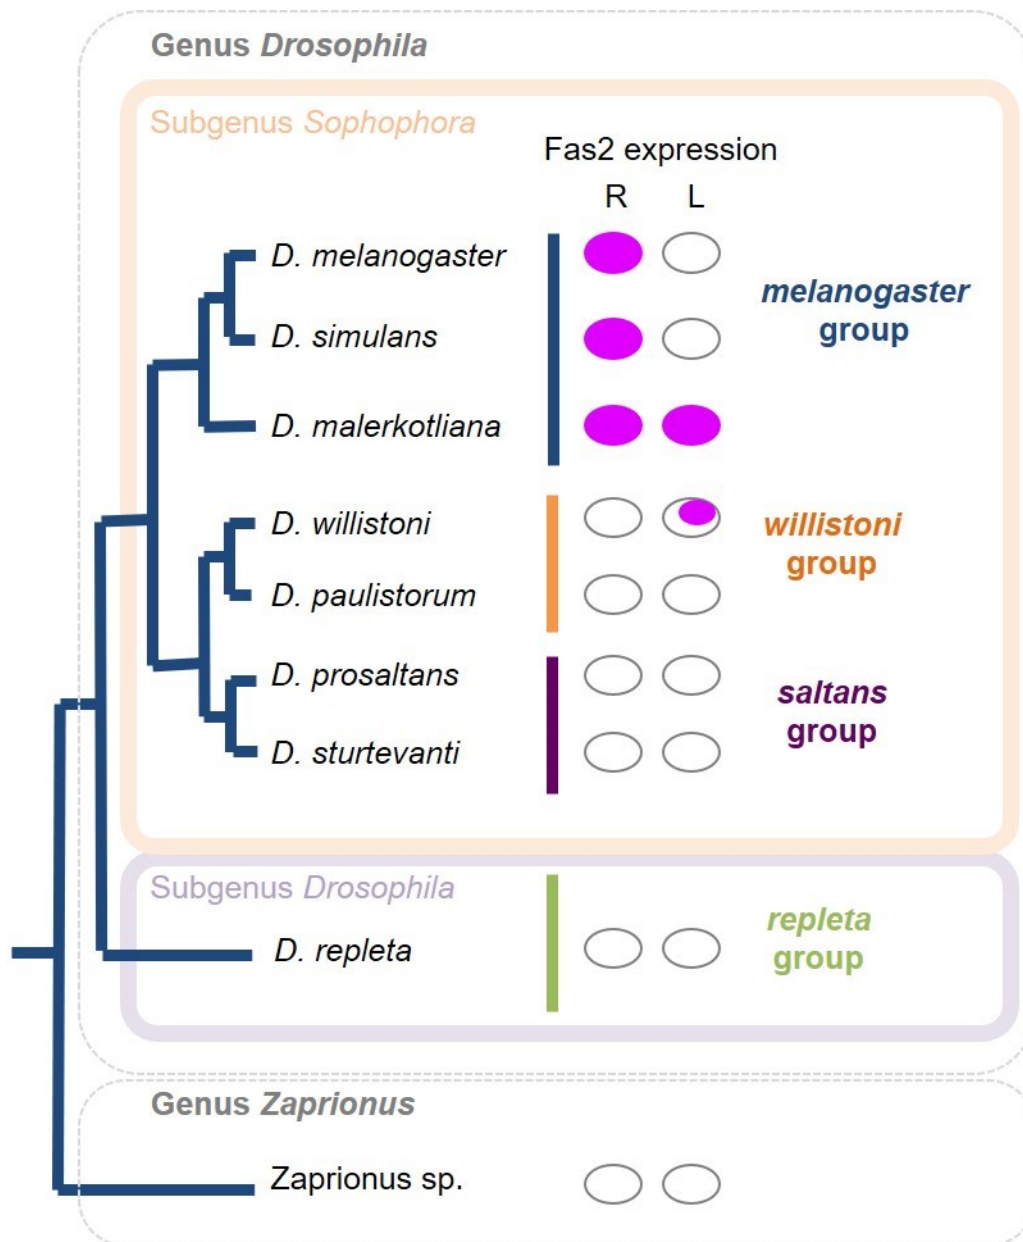 Genus Drosophila
Subgenus Sophophora
Fas2 expression
R L
D. melanogaster
D. simulans
D. malerkotliana
melanogaster
group
D. willistoni
D. paulistorum
willistoni
group
D. prosaltans
D. sturtevanti
saltans
group
Subgenus Drosophila
D. repleta
repleta
group
Genus Zaprionus
Zaprionus sp.